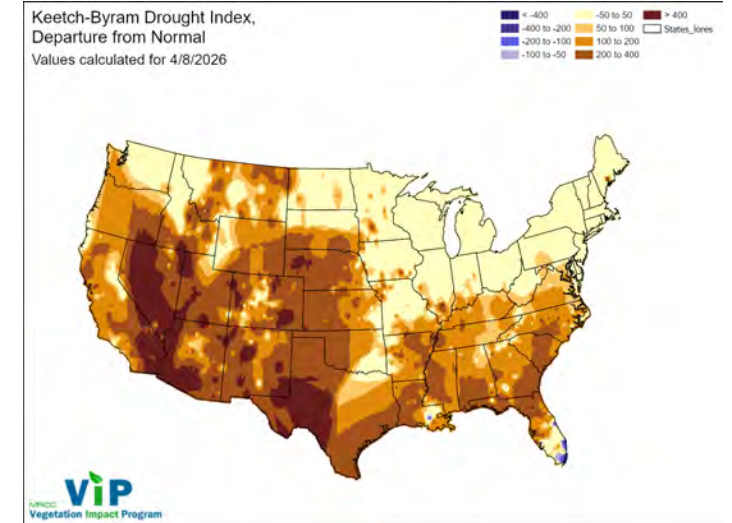 Keetch-Byram Drought Index,
Departure from Normal
Values calculated for 4/8/2026
< -400
-400 to -200
-200 to -100
-100 to -50
-50 to 50
50 to 100
100 to 200
200 to 400
> 400
States_lores
MRCC
ViP
Vegetation Impact Program